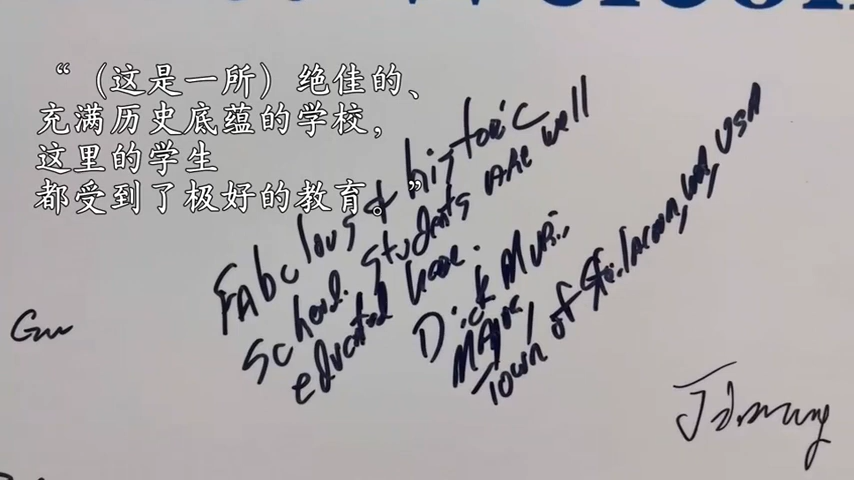 “（这是一所）绝佳的、
充满历史底蕴的学校，
这里的学生
都受到了极好的教育。”
Fabulous & historic
School. Students are well
educated here.
Dick Muri
Mayor,
Town of Steilacoom, WA, USA